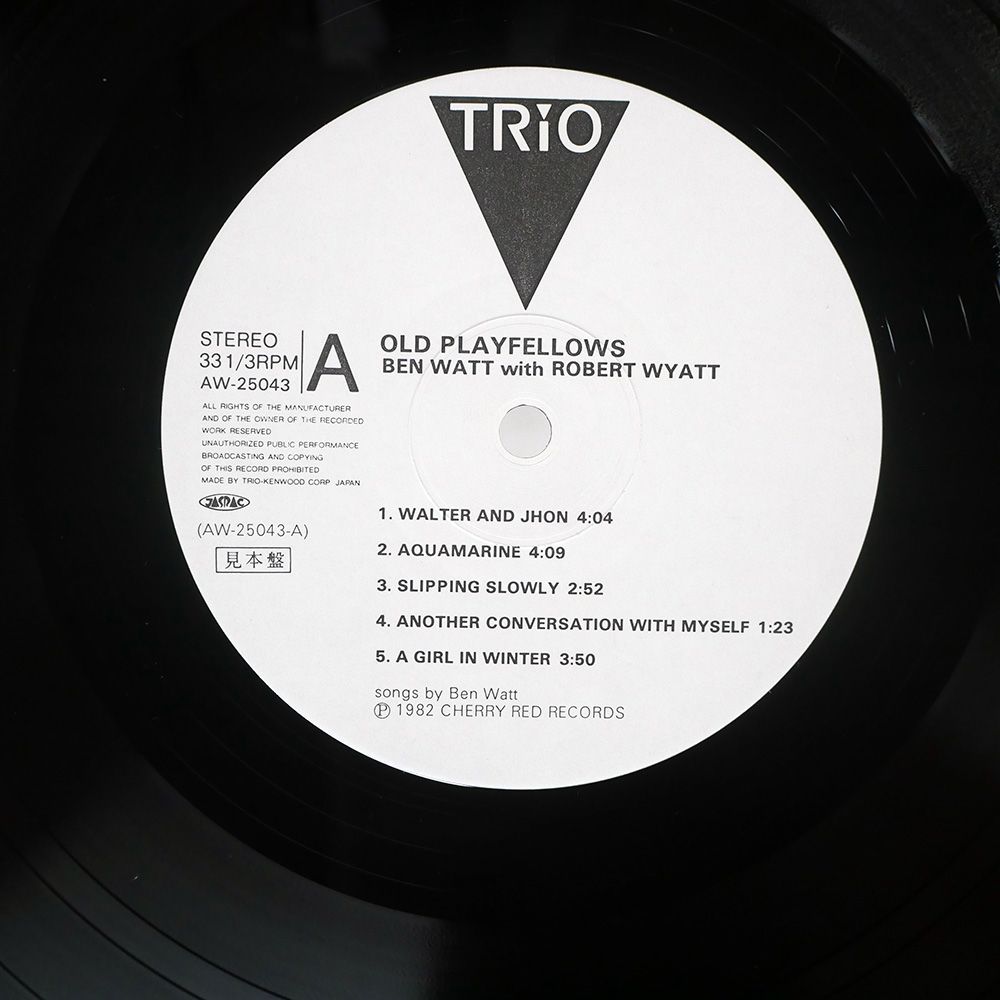 TRiO
STEREO
33 1/3RPM
AW-25043
A
OLD PLAYFELLOWS
BEN WATT with ROBERT WYATT
ALL RIGHTS OF THE MANUFACTURER
AND OF THE OWNER OF THE RECORDED
WORK RESERVED
UNAUTHORIZED PUBLIC PERFORMANCE
BROADCASTING AND COPYING
OF THIS RECORD PROHIBITED
MADE BY TRIO-KENWOOD CORP. JAPAN
JASRAC
(AW-25043-A)
見本盤
1. WALTER AND JHON 4:04
2. AQUAMARINE 4:09
3. SLIPPING SLOWLY 2:52
4. ANOTHER CONVERSATION WITH MYSELF 1:23
5. A GIRL IN WINTER 3:50
songs by Ben Watt
Ⓟ 1982 CHERRY RED RECORDS